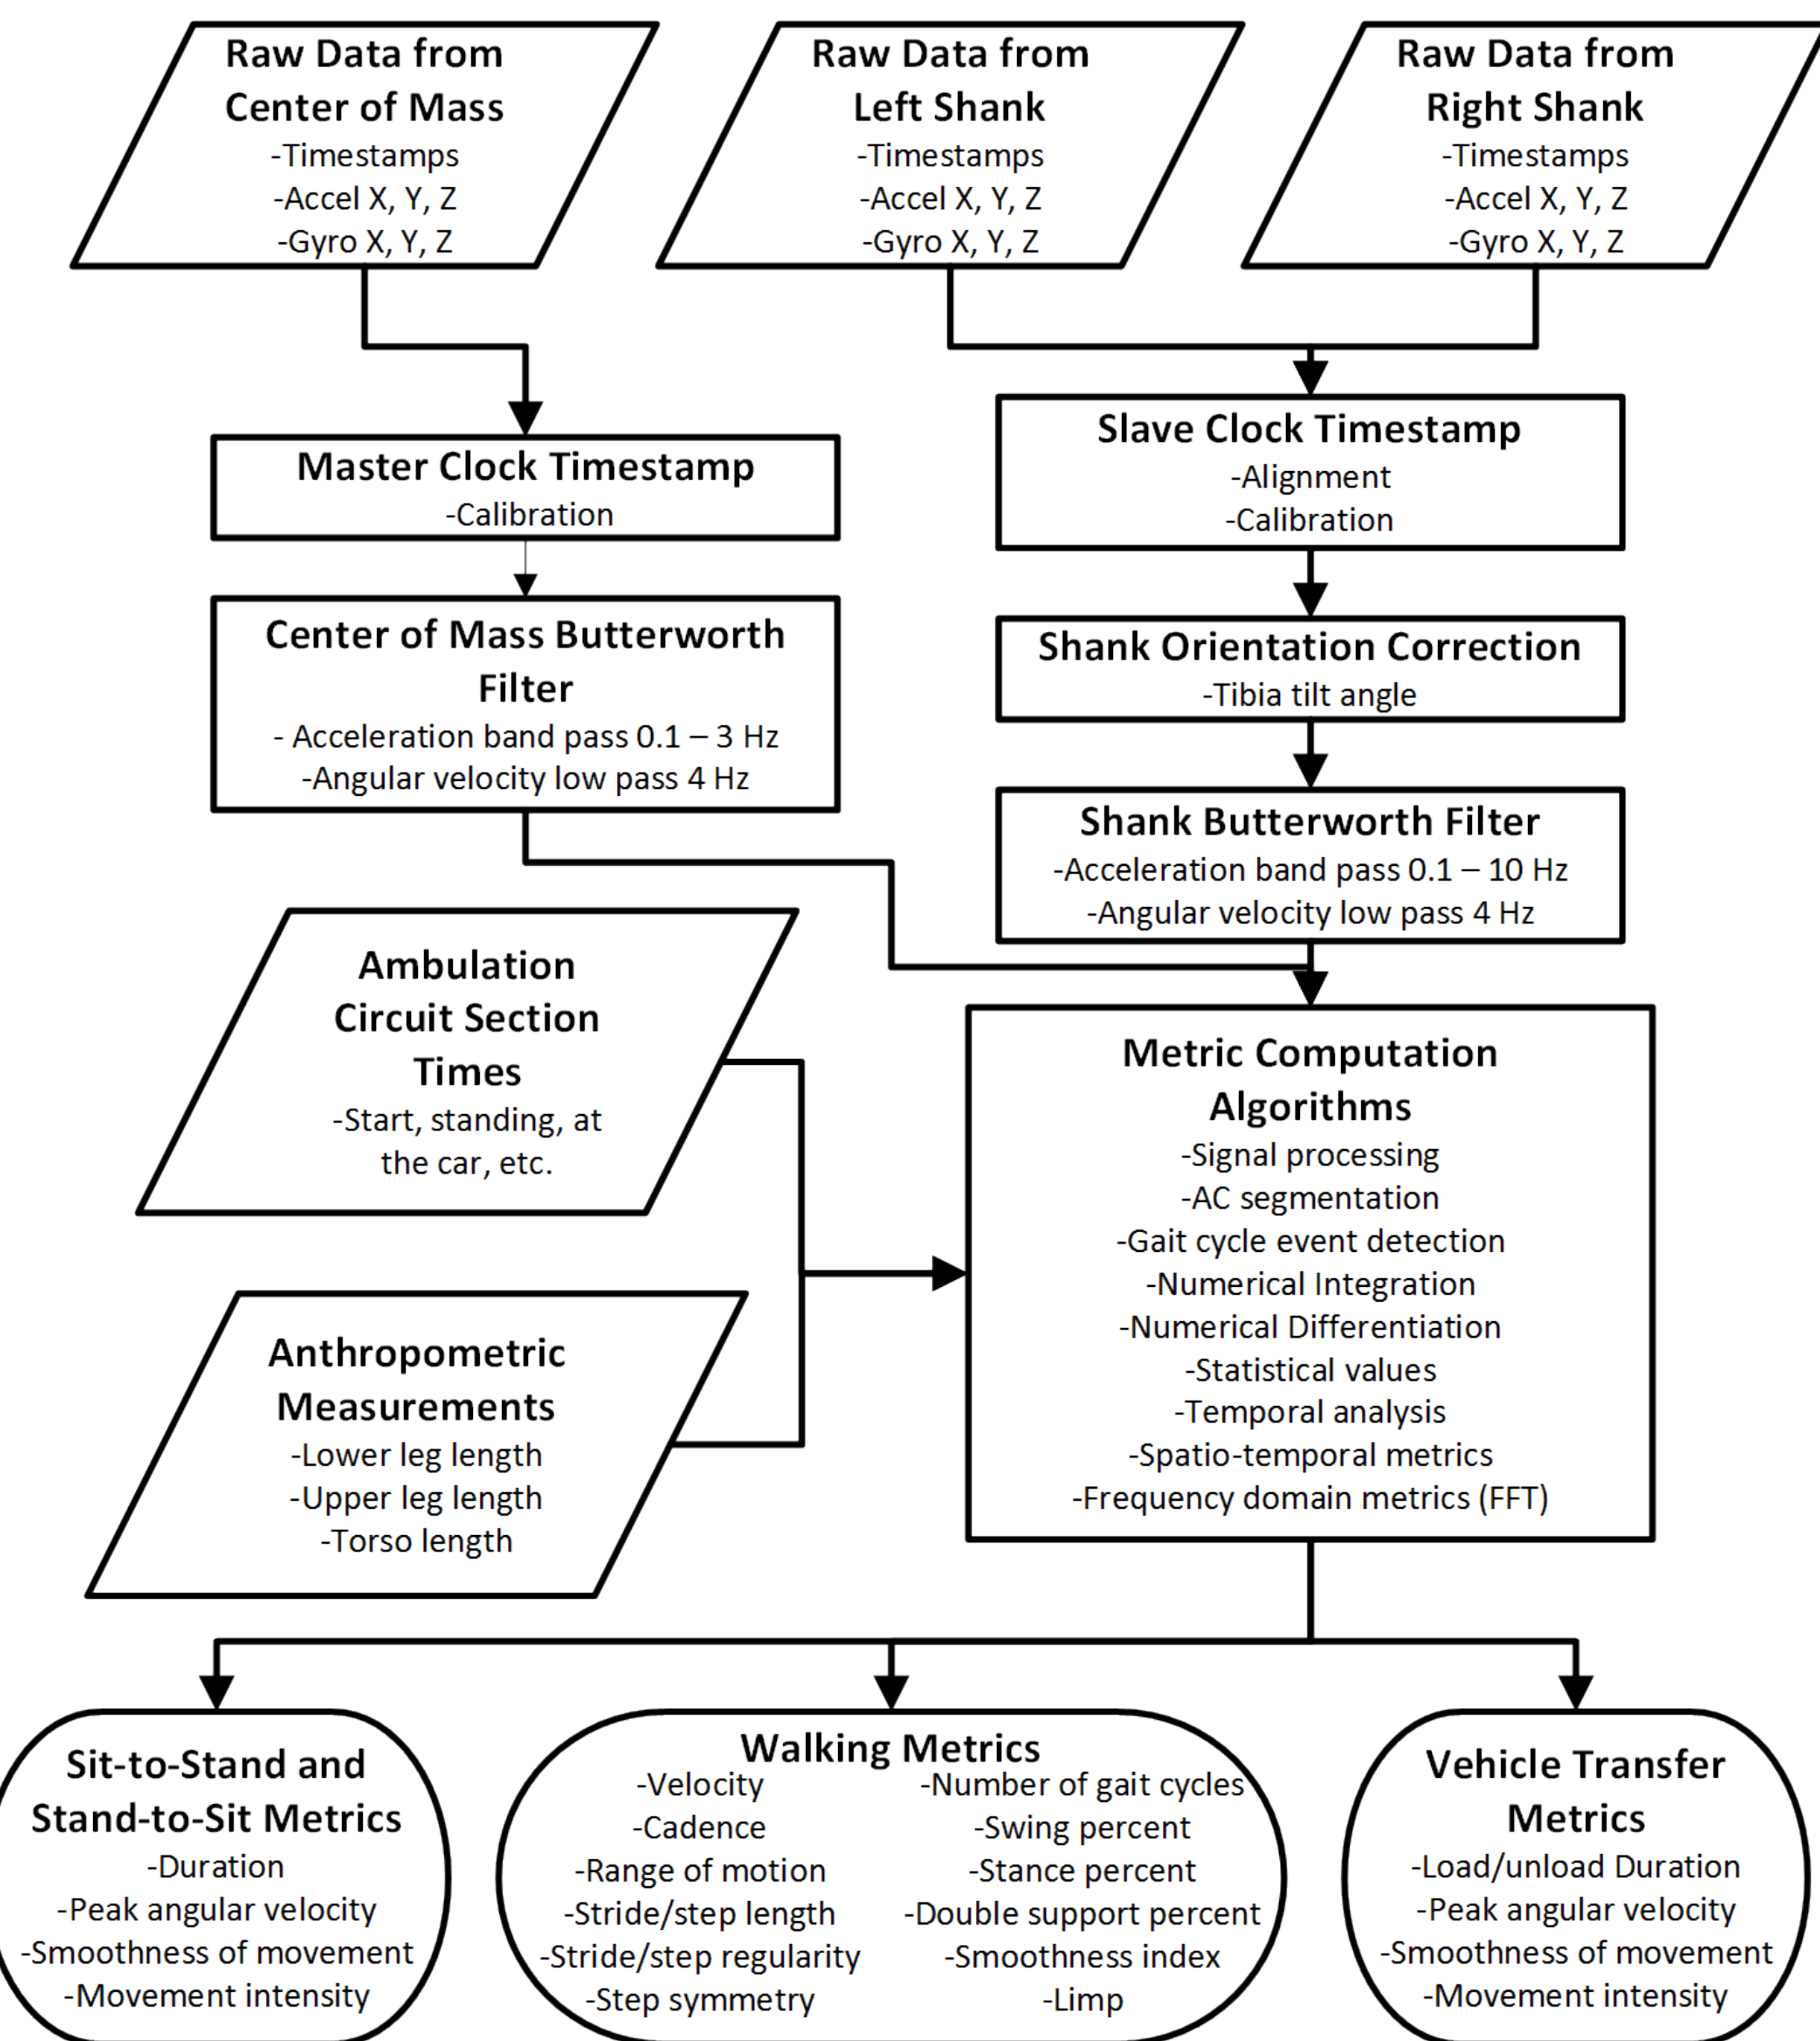 Raw Data from
Center of Mass
-Timestamps
-Accel X, Y, Z
-Gyro X, Y, Z
Raw Data from
Left Shank
-Timestamps
-Accel X, Y, Z
-Gyro X, Y, Z
Raw Data from
Right Shank
-Timestamps
-Accel X, Y, Z
-Gyro X, Y, Z
Master Clock Timestamp
-Calibration
Slave Clock Timestamp
-Alignment
-Calibration
Center of Mass Butterworth
Filter
- Acceleration band pass 0.1 – 3 Hz
-Angular velocity low pass 4 Hz
Shank Orientation Correction
-Tibia tilt angle
Shank Butterworth Filter
-Acceleration band pass 0.1 – 10 Hz
-Angular velocity low pass 4 Hz
Ambulation
Circuit Section
Times
-Start, standing, at
the car, etc.
Anthropometric
Measurements
-Lower leg length
-Upper leg length
-Torso length
Metric Computation
Algorithms
-Signal processing
-AC segmentation
-Gait cycle event detection
-Numerical Integration
-Numerical Differentiation
-Statistical values
-Temporal analysis
-Spatio-temporal metrics
-Frequency domain metrics (FFT)
Sit-to-Stand and
Stand-to-Sit Metrics
-Duration
-Peak angular velocity
-Smoothness of movement
-Movement intensity
Walking Metrics
-Velocity
-Cadence
-Range of motion
-Stride/step length
-Stride/step regularity
-Step symmetry
-Number of gait cycles
-Swing percent
-Stance percent
-Double support percent
-Smoothness index
-Limp
Vehicle Transfer
Metrics
-Load/unload Duration
-Peak angular velocity
-Smoothness of movement
-Movement intensity